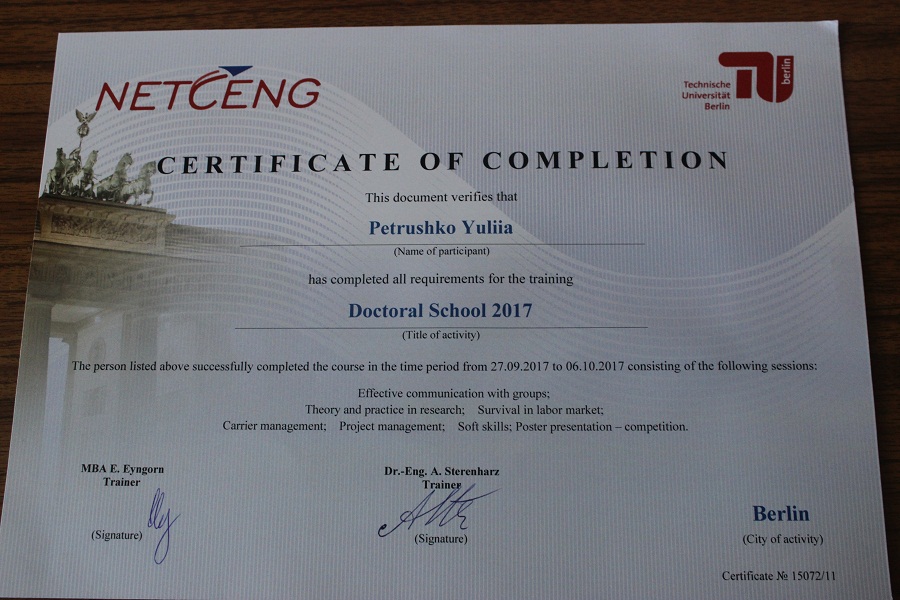 NETCENG
Technische
Universität
Berlin
berlin
CERTIFICATE OF COMPLETION
This document verifies that
Petrushko Yuliia
(Name of participant)
has completed all requirements for the training
Doctoral School 2017
(Title of activity)
The person listed above successfully completed the course in the time period from 27.09.2017 to 06.10.2017 consisting of the following sessions:
Effective communication with groups;
Theory and practice in research; Survival in labor market;
Carrier management; Project management; Soft skills; Poster presentation – competition.
MBA E. Eyngorn
Trainer
(Signature)
Dr.-Eng. A. Sterenharz
Trainer
(Signature)
Berlin
(City of activity)
Certificate № 15072/11